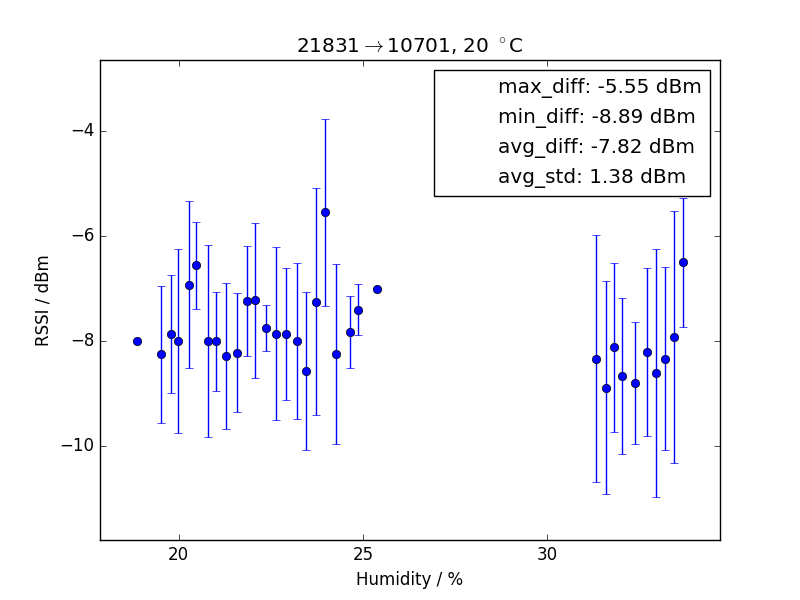 21831→10701, 20 °C
max_diff: -5.55 dBm
min_diff: -8.89 dBm
avg_diff: -7.82 dBm
avg_std: 1.38 dBm
−4
−6
−8
−10
RSSI / dBm
20 25 30
Humidity / %